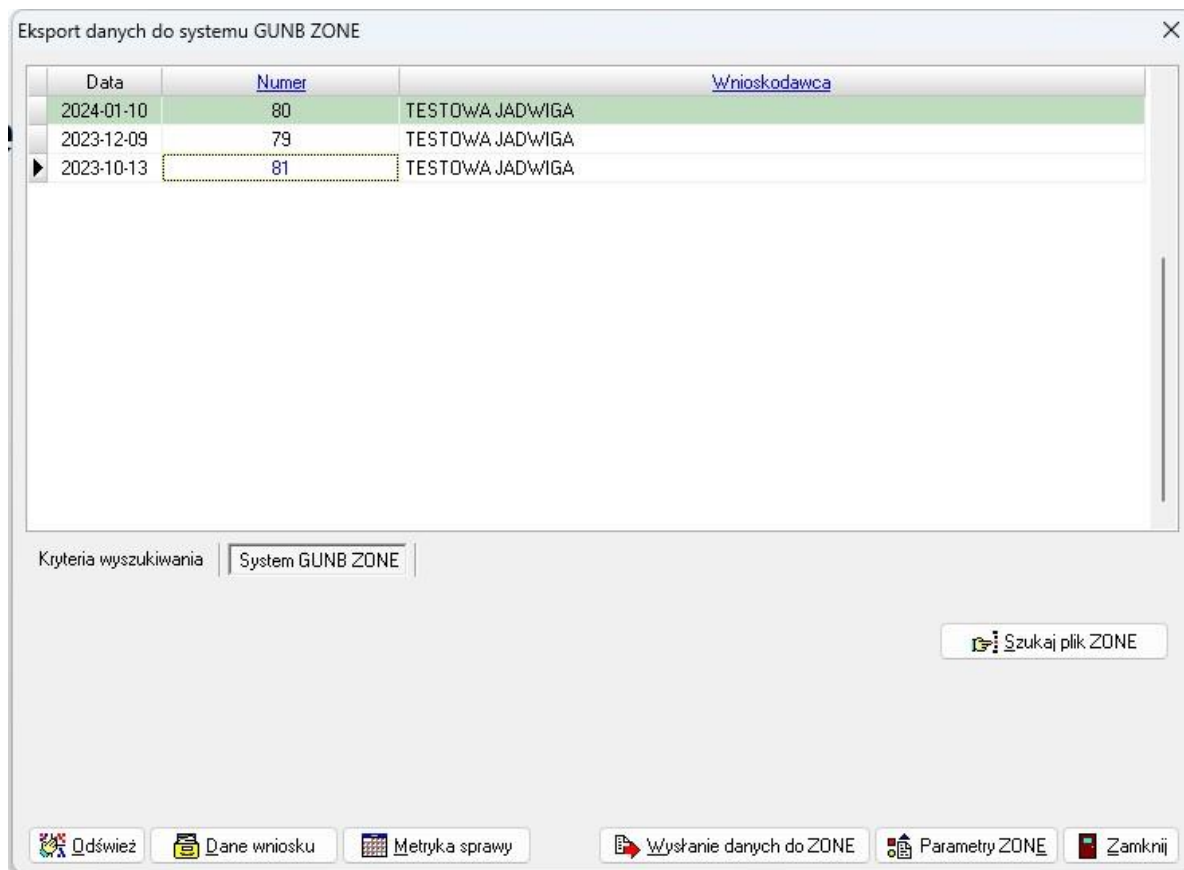 Eksport danych do systemu GUNB ZONE
Data Numer Wnioskodawca
2024-01-10 80 TESTOWA JADWIGA
2023-12-09 79 TESTOWA JADWIGA
2023-10-13 81 TESTOWA JADWIGA
Kryteria wyszukiwania System GUNB ZONE
Szukaj plik ZONE
Odśwież Dane wniosku Metryka sprawy Wysłanie danych do ZONE Parametry ZONE Zamknij